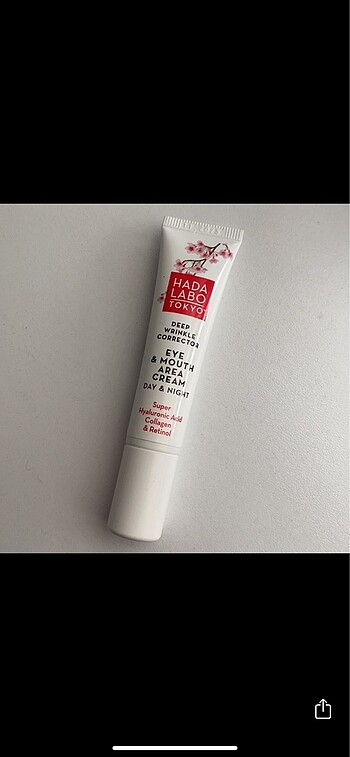 HADA
LABO
TOKYO
DEEP
WRINKLE
CORRECTOR
EYE
& MOUTH
AREA
CREAM
DAY & NIGHT
Super
Hyaluronic Acid
Collagen
& Retinol